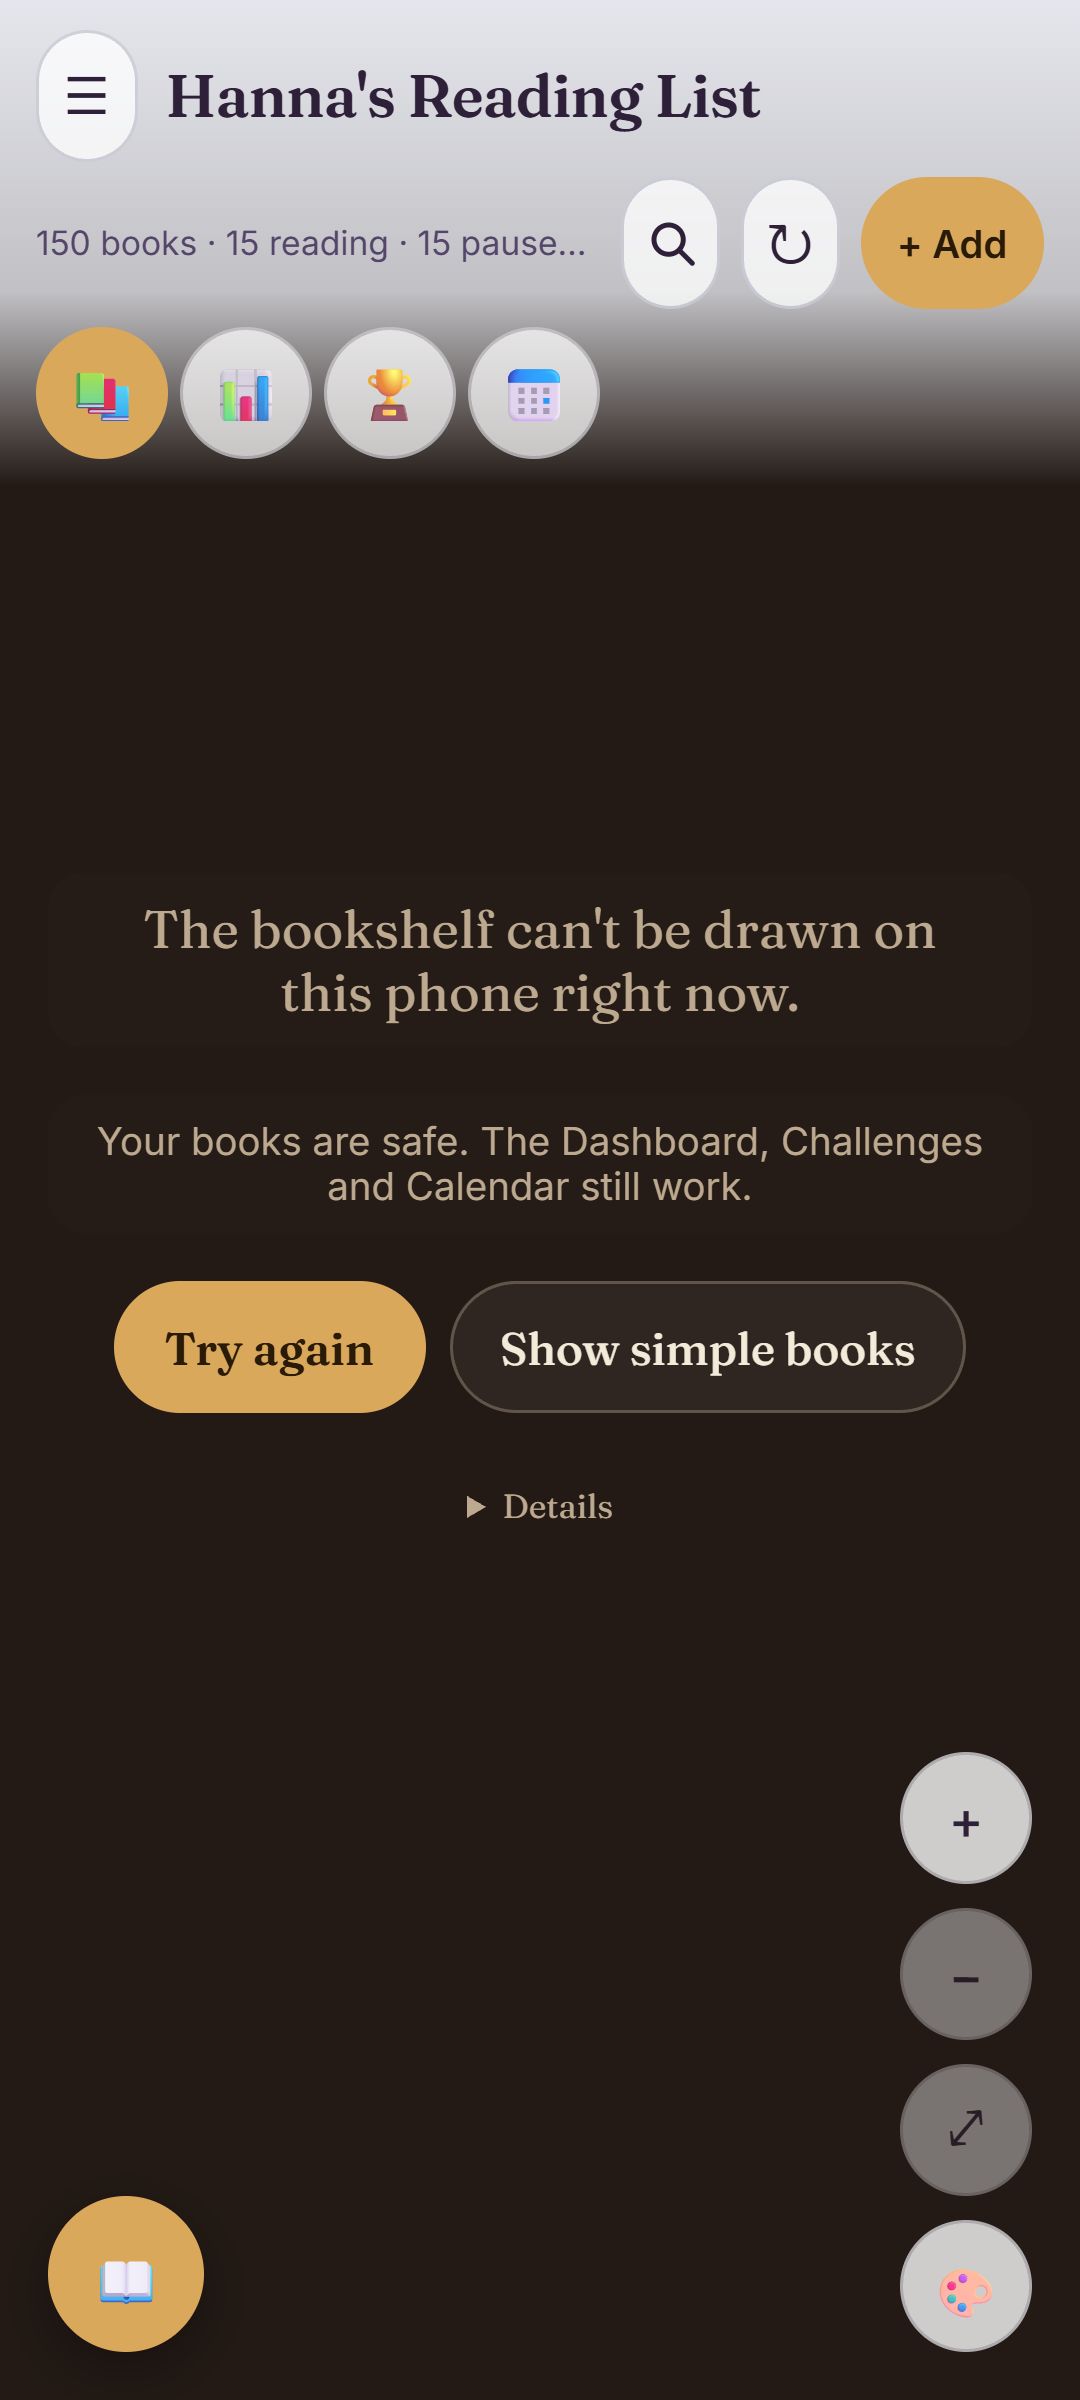 ☰ Hanna's Reading List
150 books · 15 reading · 15 pause...
+ Add
The bookshelf can't be drawn on
this phone right now.
Your books are safe. The Dashboard, Challenges
and Calendar still work.
Try again
Show simple books
▶ Details
+
−